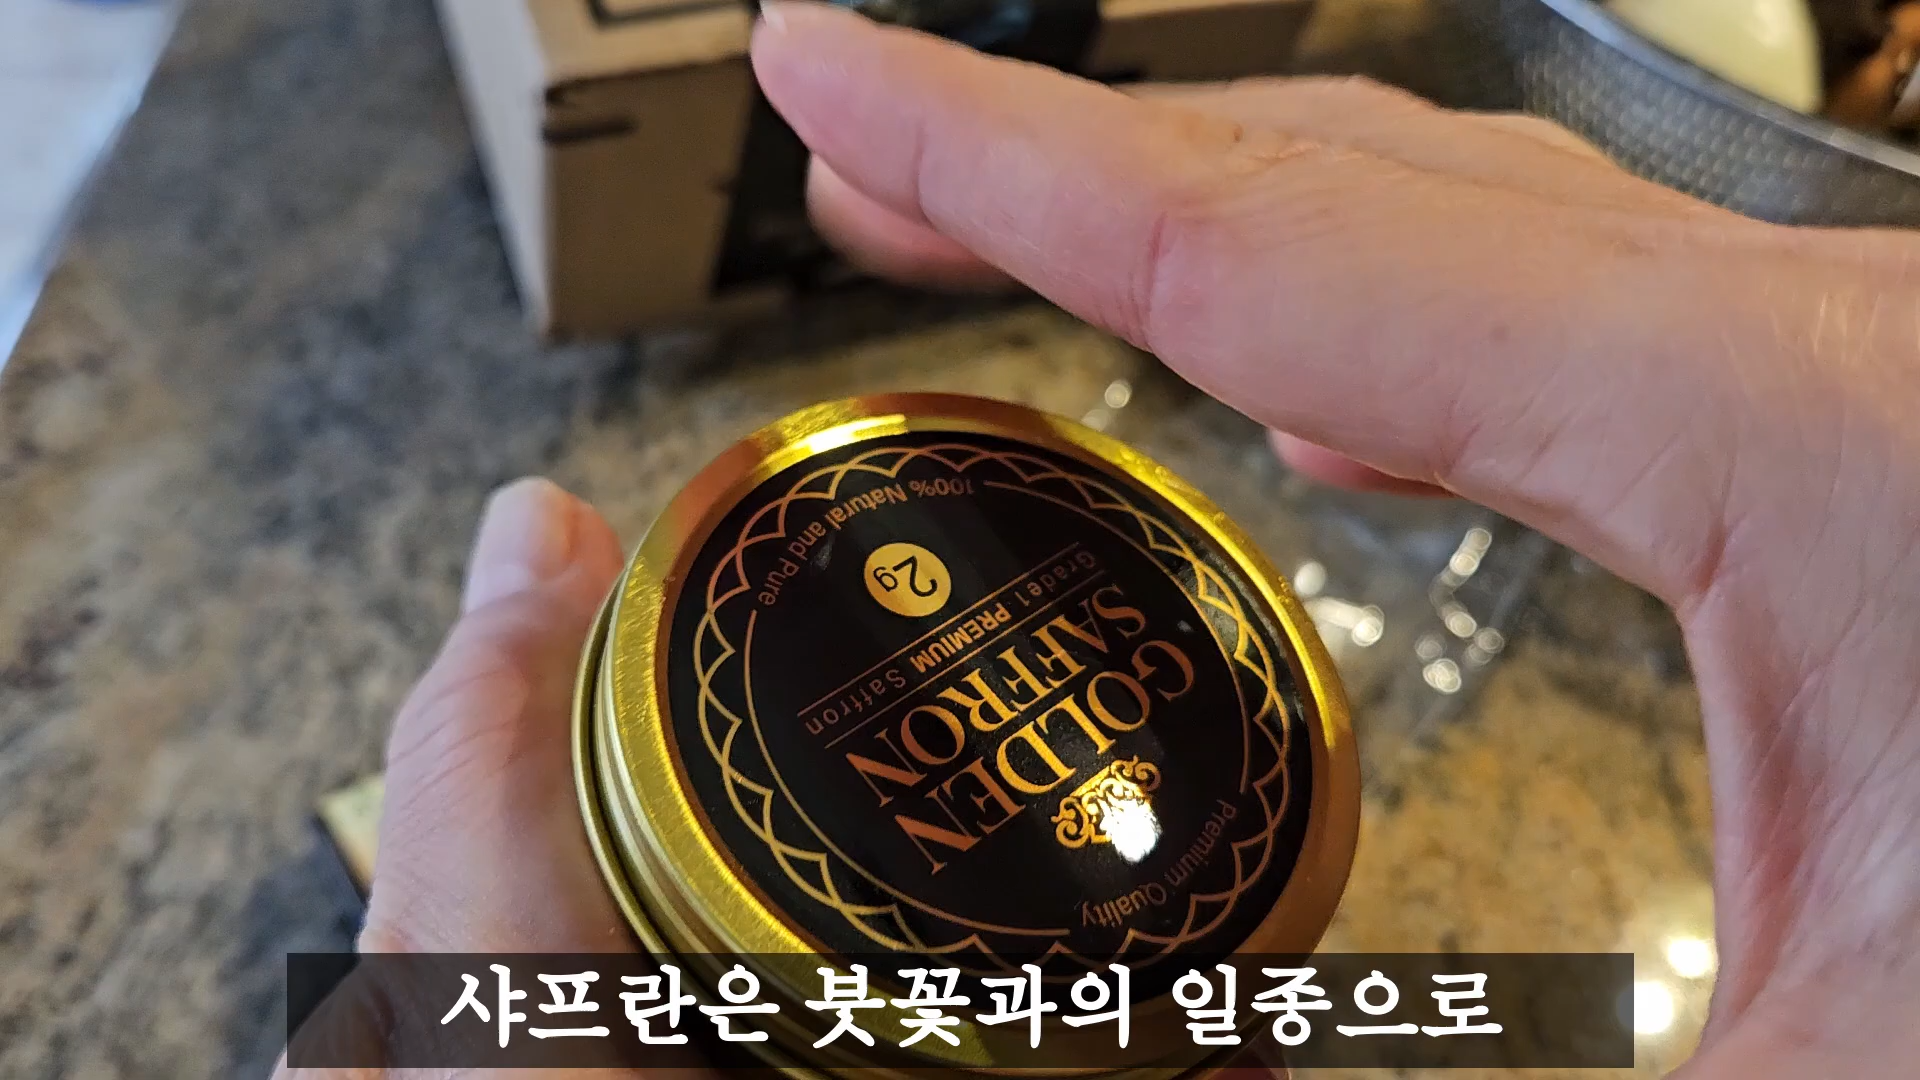 Premium Quality
GOLDEN
SAFFRON
Grade1 PREMIUM Saffron
2g
100% Natural and Pure
샤프란은 붓꽃과의 일종으로